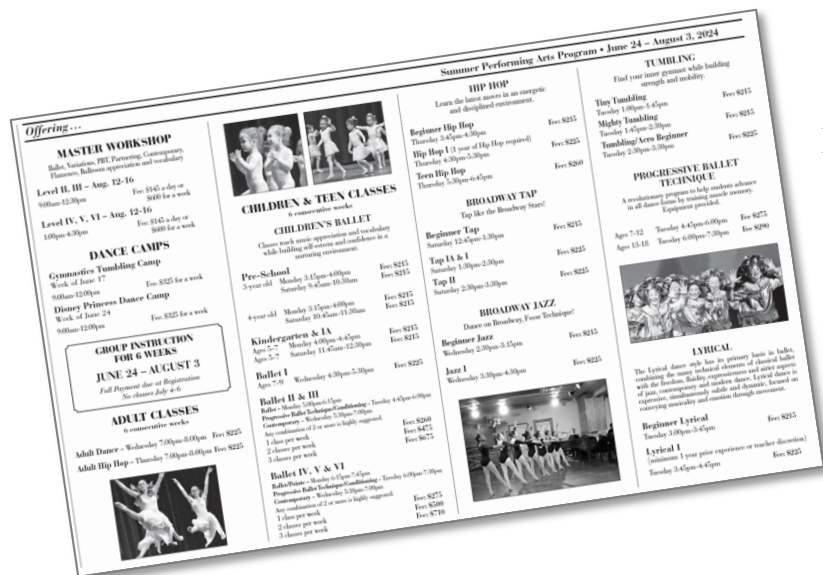 Summer Performing Arts Program • June 24 – August 3, 2024
Offering…
MASTER WORKSHOP
Ballet, Variations, PBT, Partnering, Contemporary,
Flamenco, Ballroom appreciation and vocabulary
Level II, III – Aug. 12-16
9:00am-12:30pm Fee: $145 a day or
$600 for a week
Level IV, V, VI – Aug. 12-16
1:00pm-4:30pm Fee: $145 a day or
$600 for a week
DANCE CAMPS
Gymnastics Tumbling Camp
Week of June 17
9:00am-12:00pm Fee: $325 for a week
Disney Princess Dance Camp
Week of June 24
9:00am-12:00pm Fee: $325 for a week
GROUP INSTRUCTION
FOR 6 WEEKS
JUNE 24 – AUGUST 3
Full Payment due at Registration
No classes July 4-6
ADULT CLASSES
6 consecutive weeks
Adult Dance – Wednesday 7:00pm-8:00pm Fee: $225
Adult Hip Hop – Thursday 7:00pm-8:00pm Fee: $225
CHILDREN & TEEN CLASSES
6 consecutive weeks
CHILDREN'S BALLET
Classes teach music appreciation and vocabulary
while building self-esteem and confidence in a
nurturing environment.
Pre-School
3-year old Monday 3:15pm-4:00pm Fee: $215
Saturday 9:45am-10:30am Fee: $215
4-year old Monday 3:15pm-4:00pm Fee: $215
Saturday 10:45am-11:30am Fee: $215
Kindergarten & IA
Ages 5-7 Monday 4:00pm-4:45pm Fee: $215
Ages 5-7 Saturday 11:45am-12:30pm Fee: $215
Ballet I
Ages 7-9 Wednesday 4:30pm-5:30pm Fee: $225
Ballet II & III
Ballet – Monday 5:00pm-6:15pm
Progressive Ballet Technique/Conditioning – Tuesday 4:45pm-6:00pm
Contemporary – Wednesday 5:30pm-7:00pm
Any combination of 2 or more is highly suggested.
1 class per week Fee: $260
2 classes per week Fee: $475
3 classes per week Fee: $675
Ballet IV, V & VI
Ballet/Pointe – Monday 6:15pm-7:45pm
Progressive Ballet Technique/Conditioning – Tuesday 6:00pm-7:30pm
Contemporary – Wednesday 5:30pm-7:00pm
Any combination of 2 or more is highly suggested.
1 class per week Fee: $275
2 classes per week Fee: $500
3 classes per week Fee: $710
HIP HOP
Learn the latest moves in an energetic
and disciplined environment.
Beginner Hip Hop Fee: $215
Thursday 3:45pm-4:30pm
Hip Hop I (1 year of Hip Hop required) Fee: $225
Thursday 4:30pm-5:30pm
Teen Hip Hop Fee: $260
Thursday 5:30pm-6:45pm
BROADWAY TAP
Tap like the Broadway Stars!
Beginner Tap Fee: $215
Saturday 12:45pm-1:30pm
Tap IA & I Fee: $225
Saturday 1:30pm-2:30pm
Tap II Fee: $225
Saturday 2:30pm-3:30pm
BROADWAY JAZZ
Dance on Broadway, Fosse Technique!
Beginner Jazz Fee: $215
Wednesday 2:30pm-3:15pm
Jazz I Fee: $225
Wednesday 3:30pm-4:30pm
TUMBLING
Find your inner gymnast while building
strength and mobility.
Tiny Tumbling Fee: $215
Tuesday 1:00pm-1:45pm
Mighty Tumbling Fee: $215
Tuesday 1:45pm-2:30pm
Tumbling/Acro Beginner Fee: $225
Tuesday 2:30pm-3:30pm
PROGRESSIVE BALLET
TECHNIQUE
A revolutionary program to help students advance
in all dance forms by training muscle memory.
Equipment provided.
Ages 7-12 Tuesday 4:45pm-6:00pm Fee $275
Ages 13-18 Tuesday 6:00pm-7:30pm Fee $290
LYRICAL
The Lyrical dance style has its primary basis in ballet,
combining the many technical elements of classical ballet
with the freedom, fluidity, expressiveness and airier aspects
of jazz, contemporary and modern dance. Lyrical dance is
expressive, simultaneously subtle and dynamic, focused on
conveying musicality and emotion through movement.
Beginner Lyrical Fee: $215
Tuesday 3:00pm-3:45pm
Lyrical I
(minimum 1 year prior experience or teacher discretion)
Tuesday 3:45pm-4:45pm Fee: $225